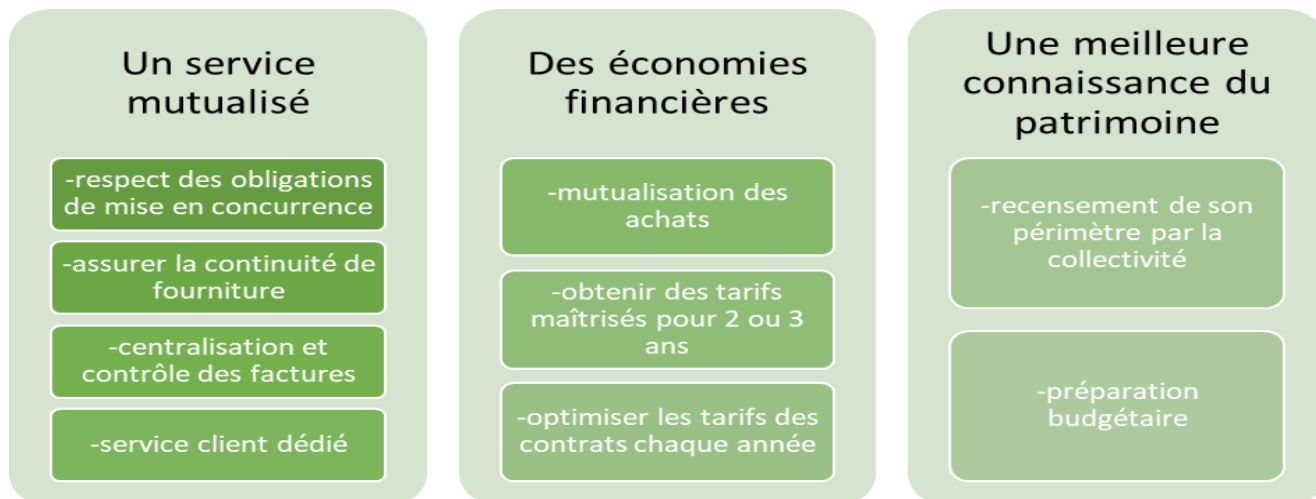 Un service
mutualisé
-respect des obligations
de mise en concurrence
-assurer la continuité de
fourniture
-centralisation et
contrôle des factures
-service client dédié
Des économies
financières
-mutualisation des
achats
-obtenir des tarifs
maîtrisés pour 2 ou 3
ans
-optimiser les tarifs des
contrats chaque année
Une meilleure
connaissance du
patrimoine
-recensement de son
périmètre par la
collectivité
-préparation
budgétaire